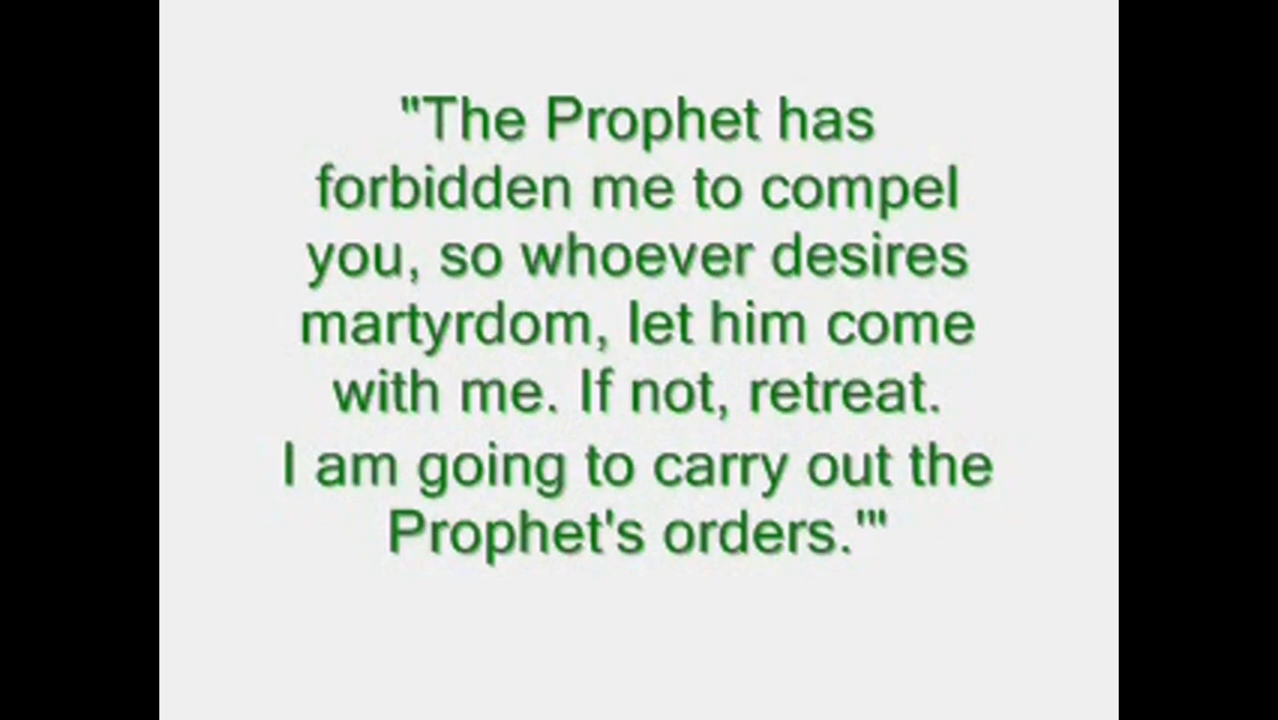 "The Prophet has
forbidden me to compel
you, so whoever desires
martyrdom, let him come
with me. If not, retreat.
I am going to carry out the
Prophet's orders.'"